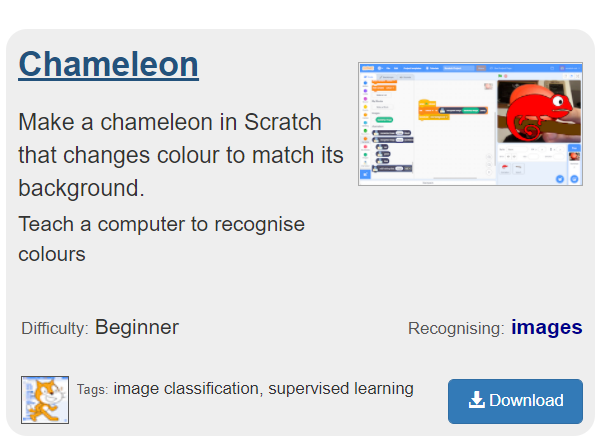 Chameleon
Make a chameleon in Scratch
that changes colour to match its
background.
Teach a computer to recognise
colours
Difficulty: Beginner
Recognising: images
Tags: image classification, supervised learning
Download